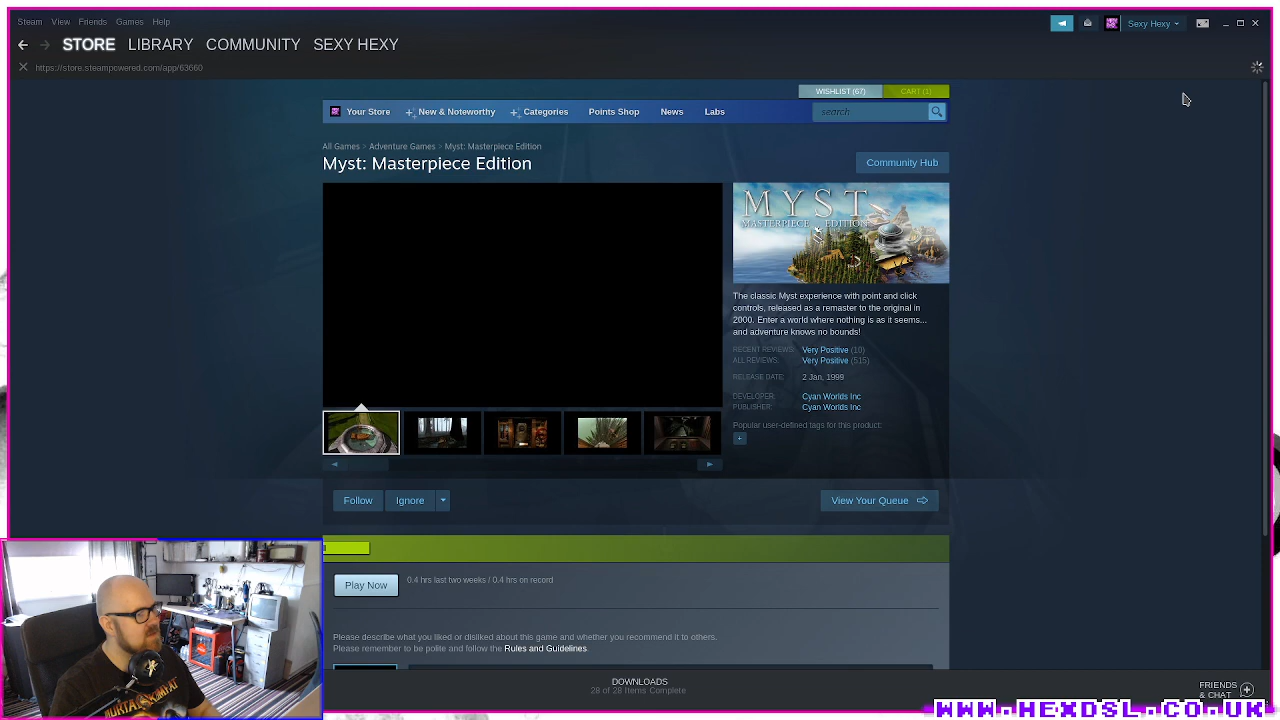 Steam View Friends Games Help
Sexy Hexy
STORE LIBRARY COMMUNITY SEXY HEXY
https://store.steampowered.com/app/63660
WISHLIST (67) CART (1)
Your Store New & Noteworthy Categories Points Shop News Labs search
All Games > Adventure Games > Myst: Masterpiece Edition
Myst: Masterpiece Edition
Community Hub
MYST
MASTERPIECE EDITION
The classic Myst experience with point and click
controls, released as a remaster to the original in
2000. Enter a world where nothing is as it seems...
and adventure knows no bounds!
RECENT REVIEWS: Very Positive (10)
ALL REVIEWS: Very Positive (515)
RELEASE DATE: 2 Jan, 1999
DEVELOPER: Cyan Worlds Inc
PUBLISHER: Cyan Worlds Inc
Popular user-defined tags for this product:
+
Follow Ignore View Your Queue
Play Now 0.4 hrs last two weeks / 0.4 hrs on record
Please describe what you liked or disliked about this game and whether you recommend it to others.
Please remember to be polite and follow the Rules and Guidelines.
DOWNLOADS
28 of 28 Items Complete
FRIENDS
& CHAT
WWW.HEXDSL.CO.UK